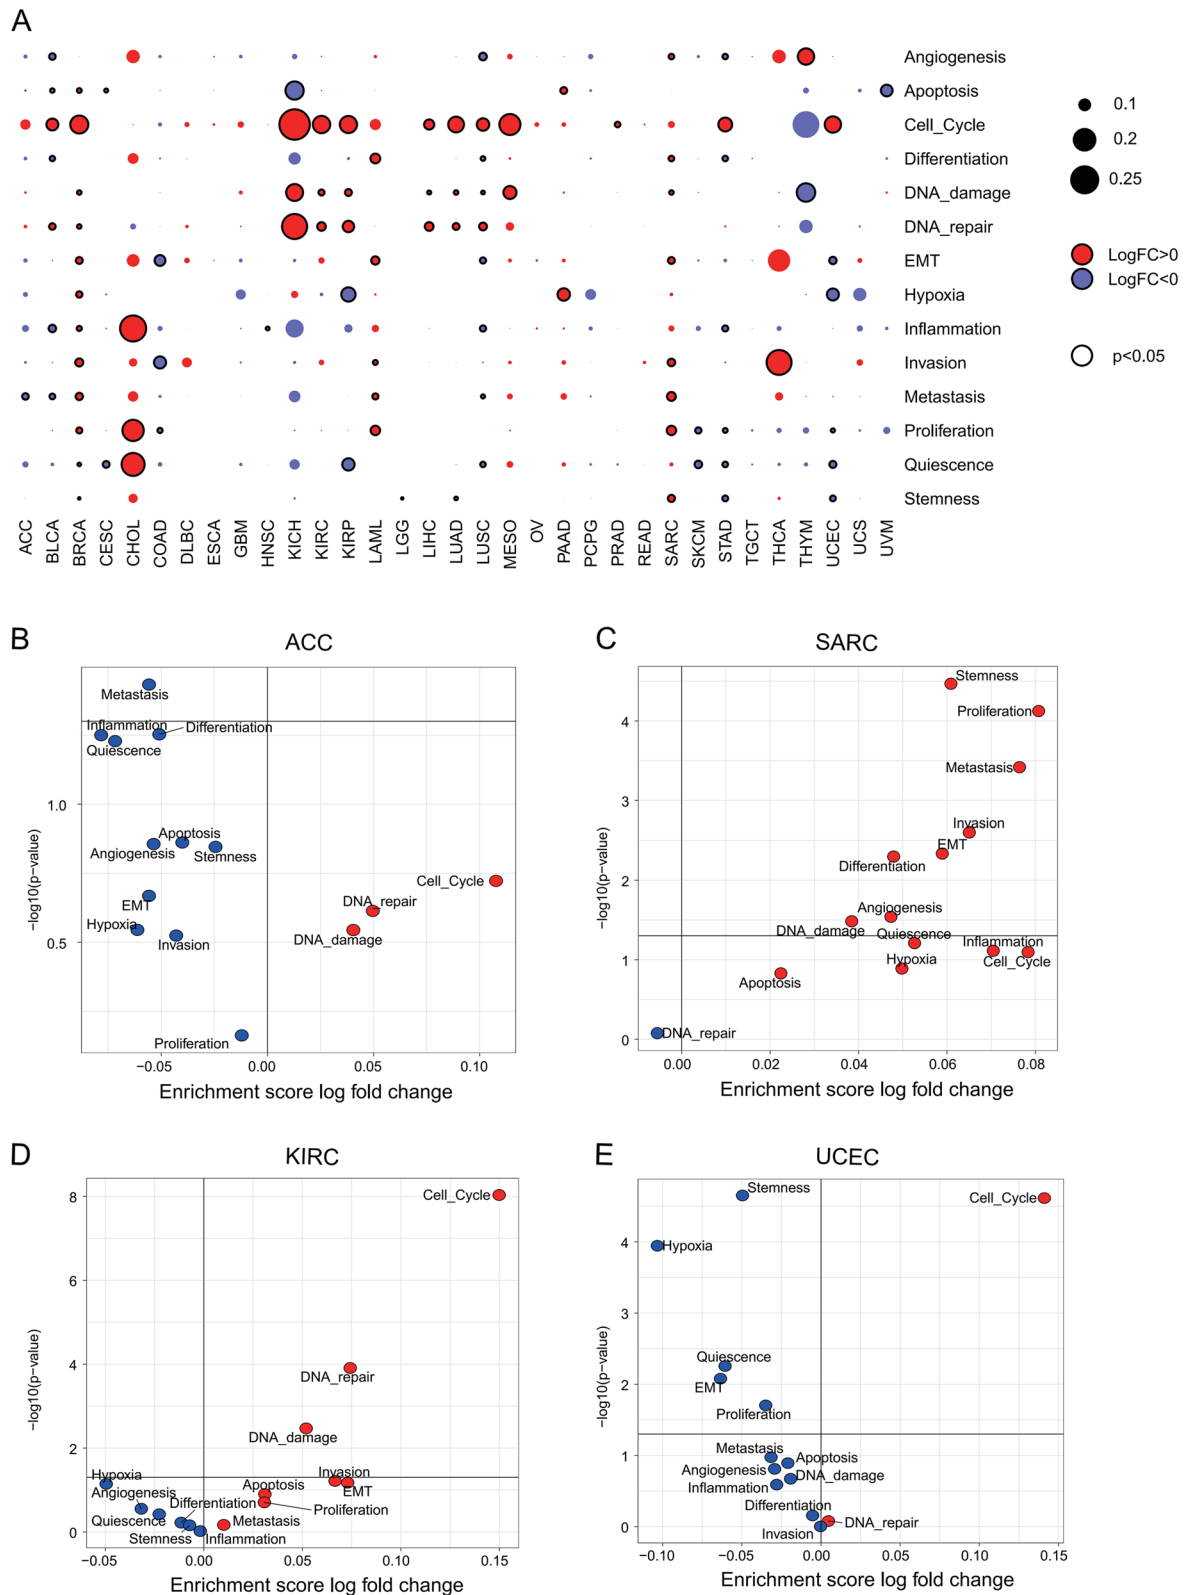 A
Angiogenesis
Apoptosis
Cell_Cycle
Differentiation
DNA_damage
DNA_repair
EMT
Hypoxia
Inflammation
Invasion
Metastasis
Proliferation
Quiescence
Stemness
0.1
0.2
0.25
LogFC>0
LogFC<0
p<0.05
ACC
BLCA
BRCA
CESC
CHOL
COAD
DLBC
ESCA
GBM
HNSC
KICH
KIRC
KIRP
LAML
LGG
LIHC
LUAD
LUSC
MESO
OV
PAAD
PCPG
PRAD
READ
SARC
SKCM
STAD
TGCT
THCA
THYM
UCEC
UCS
UVM
B
ACC
Metastasis
Inflammation
Differentiation
Quiescence
1.0
Apoptosis
Angiogenesis
Stemness
Cell_Cycle
EMT
DNA_repair
Hypoxia
DNA_damage
Invasion
0.5
Proliferation
−log10(p−value)
−0.05
0.00
0.05
0.10
Enrichment score log fold change
C
SARC
Stemness
Proliferation
4
Metastasis
3
Invasion
EMT
Differentiation
2
Angiogenesis
DNA_damage
Quiescence
Inflammation
Hypoxia
Cell_Cycle
1
Apoptosis
DNA_repair
0
−log10(p−value)
0.00
0.02
0.04
0.06
0.08
Enrichment score log fold change
D
KIRC
8
Cell_Cycle
6
4
DNA_repair
DNA_damage
2
Hypoxia
Invasion
Apoptosis
EMT
Angiogenesis
Differentiation
Proliferation
Quiescence
Metastasis
Stemness
Inflammation
0
−log10(p−value)
−0.05
0.00
0.05
0.10
0.15
Enrichment score log fold change
E
UCEC
Stemness
Cell_Cycle
Hypoxia
4
3
Quiescence
EMT
2
Proliferation
Metastasis
Apoptosis
Angiogenesis
DNA_damage
Inflammation
1
Differentiation
DNA_repair
Invasion
0
−log10(p−value)
−0.10
−0.05
0.00
0.05
0.10
0.15
Enrichment score log fold change